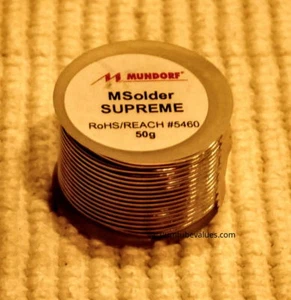 MUNDORF
MSolder
SUPREME
RoHS/REACH #5460
50g